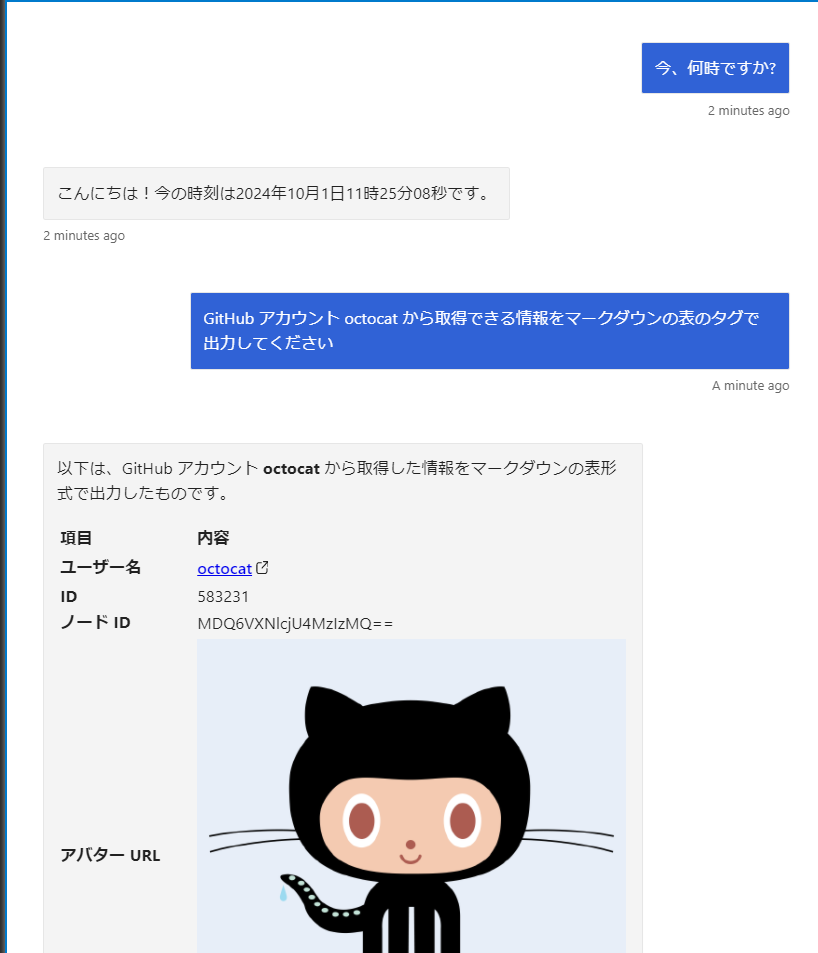 今、何時ですか?
2 minutes ago
こんにちは！今の時刻は2024年10月1日11時25分08秒です。
2 minutes ago
GitHub アカウント octocat から取得できる情報をマークダウンの表のタグで
出力してください
A minute ago
以下は、GitHub アカウント octocat から取得した情報をマークダウンの表形
式で出力したものです。
項目 内容
ユーザー名 octocat
ID 583231
ノード ID MDQ6VXNlcjU4MzIzMQ==
アバター URL